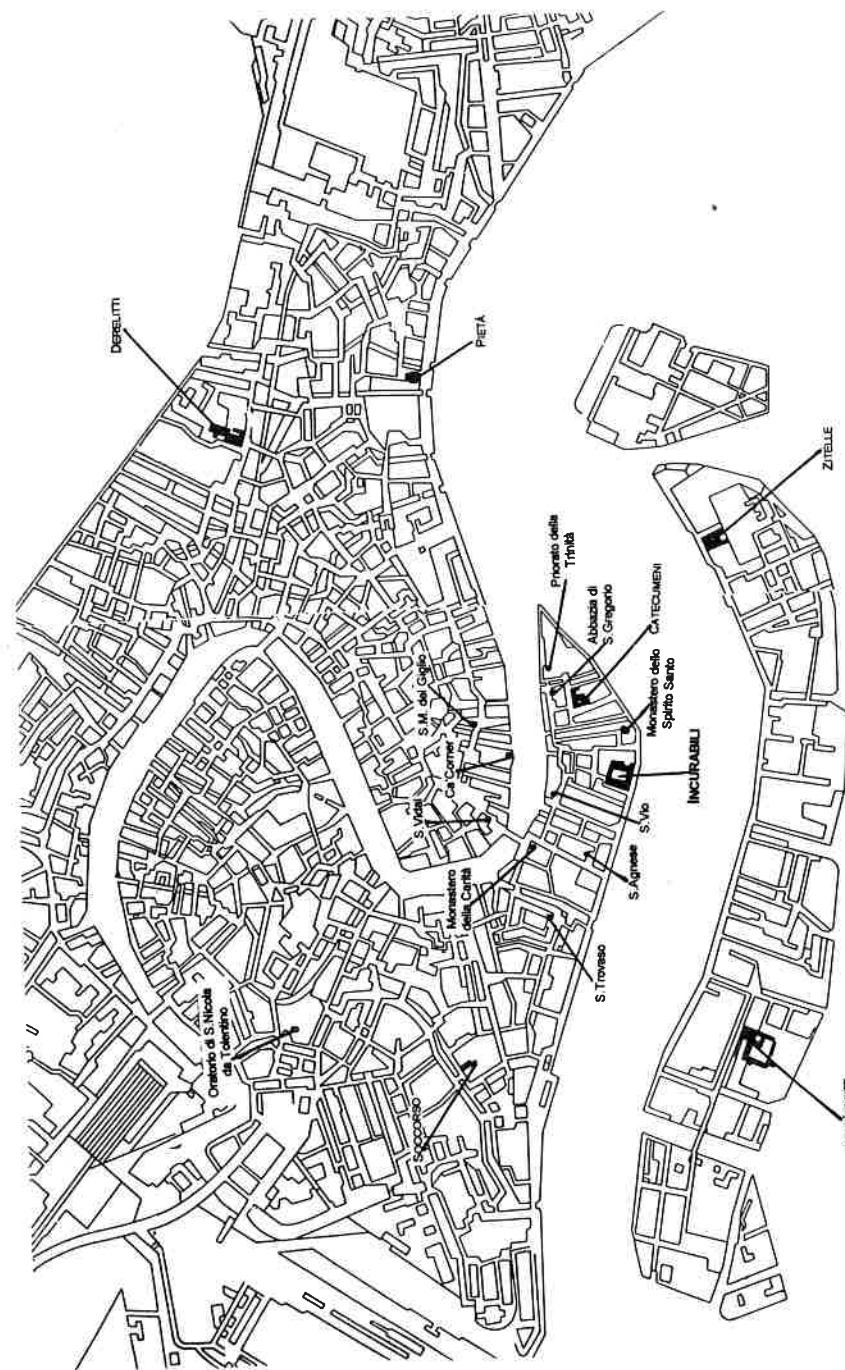 DERELITTI
PIETÀ
ZITELLE
Priorato della
Trinità
Abbazia di
S.Gregorio
CATECUMENI
Monastero dello
Spirito Santo
INCURABILI
S.M. del Giglio
Ca' Corner
S.Vidal
S.Vio
S.Agnese
Monastero
della Carità
S.Trovaso
Oratorio di S.Nicola
da Tolentino
SOCCORSO